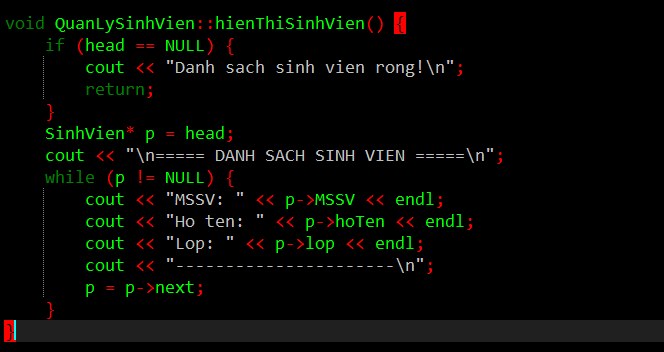 void QuanLySinhVien::hienThiSinhVien() {
    if (head == NULL) {
        cout << "Danh sach sinh vien rong!\n";
        return;
    }
    SinhVien* p = head;
    cout << "\n===== DANH SACH SINH VIEN =====\n";
    while (p != NULL) {
        cout << "MSSV: " << p->MSSV << endl;
        cout << "Ho ten: " << p->hoTen << endl;
        cout << "Lop: " << p->lop << endl;
        cout << "----------------------\n";
        p = p->next;
    }
}